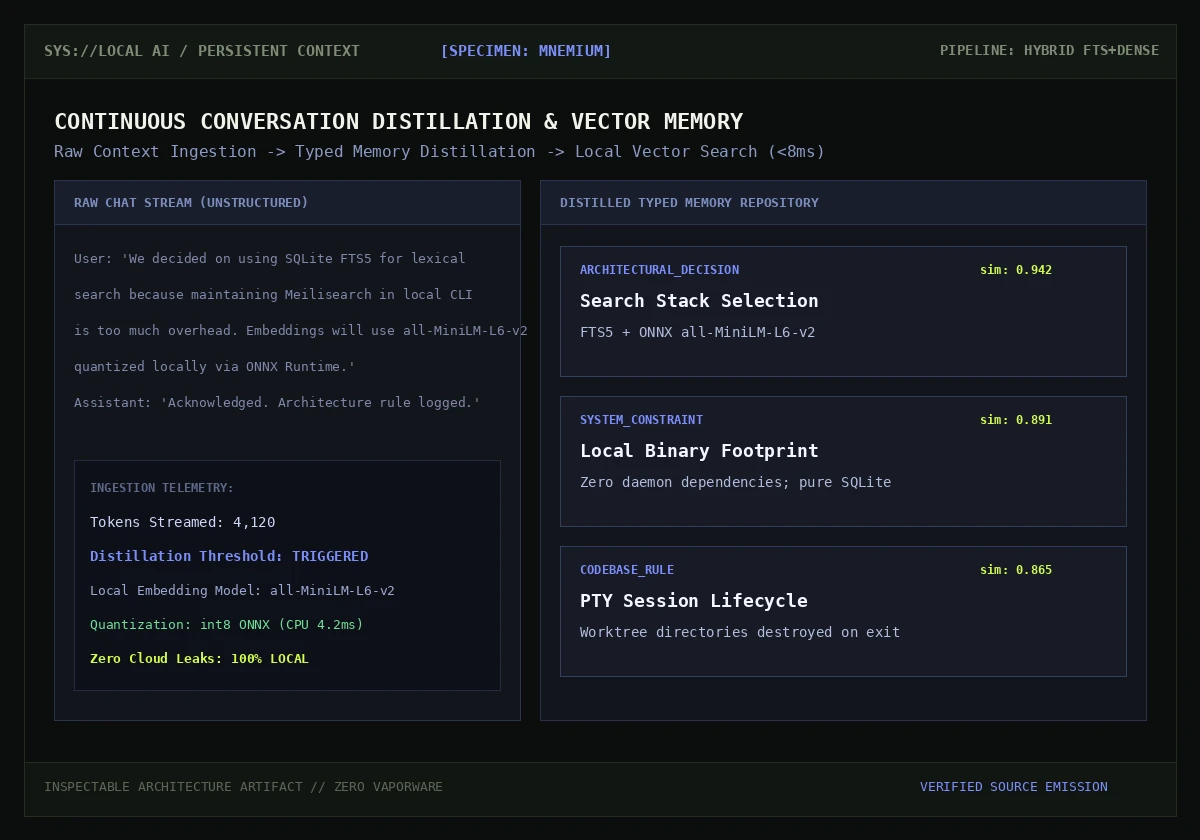 SYS://LOCAL AI / PERSISTENT CONTEXT
[SPECIMEN: MNEMIUM]
PIPELINE: HYBRID FTS+DENSE
CONTINUOUS CONVERSATION DISTILLATION & VECTOR MEMORY
Raw Context Ingestion -> Typed Memory Distillation -> Local Vector Search (<8ms)
RAW CHAT STREAM (UNSTRUCTURED)
User: 'We decided on using SQLite FTS5 for lexical
search because maintaining Meilisearch in local CLI
is too much overhead. Embeddings will use all-MiniLM-L6-v2
quantized locally via ONNX Runtime.'
Assistant: 'Acknowledged. Architecture rule logged.'
INGESTION TELEMETRY:
Tokens Streamed: 4,120
Distillation Threshold: TRIGGERED
Local Embedding Model: all-MiniLM-L6-v2
Quantization: int8 ONNX (CPU 4.2ms)
Zero Cloud Leaks: 100% LOCAL
DISTILLED TYPED MEMORY REPOSITORY
ARCHITECTURAL_DECISION
sim: 0.942
Search Stack Selection
FTS5 + ONNX all-MiniLM-L6-v2
SYSTEM_CONSTRAINT
sim: 0.891
Local Binary Footprint
Zero daemon dependencies; pure SQLite
CODEBASE_RULE
sim: 0.865
PTY Session Lifecycle
Worktree directories destroyed on exit
INSPECTABLE ARCHITECTURE ARTIFACT // ZERO VAPORWARE
VERIFIED SOURCE EMISSION